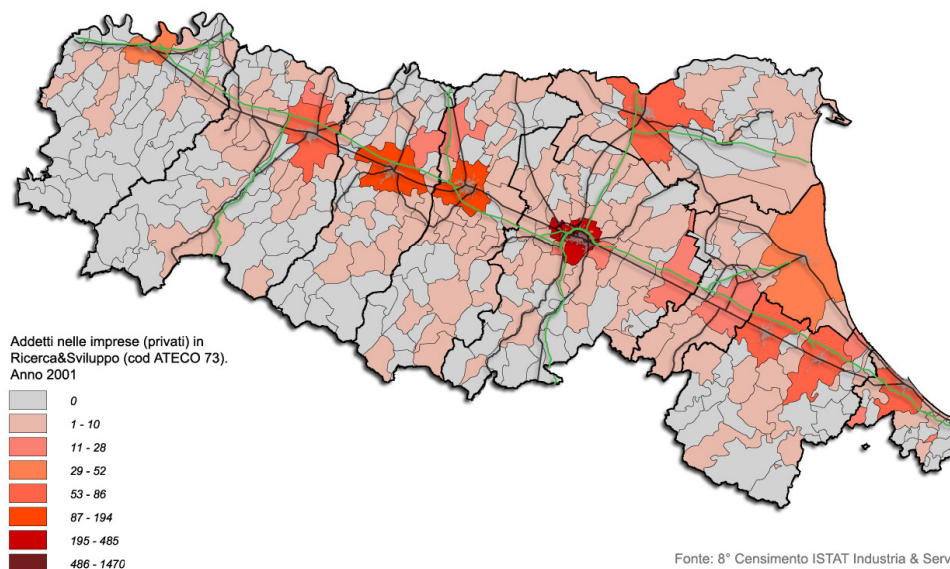 Addetti nelle imprese (privati) in
Ricerca&Sviluppo (cod ATECO 73).
Anno 2001
0
1 - 10
11 - 28
29 - 52
53 - 86
87 - 194
195 - 485
486 - 1470
Fonte: 8° Censimento ISTAT Industria & Serv